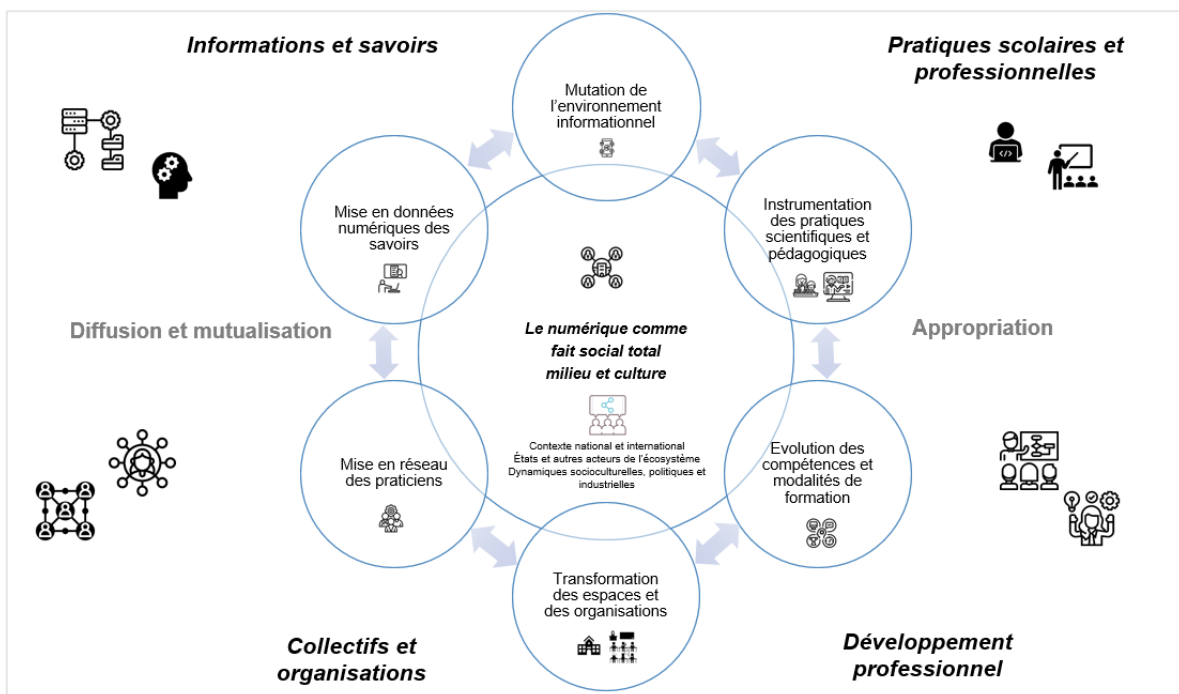 Informations et savoirs
Pratiques scolaires et
professionnelles
Mutation de
l'environnement
informationnel
Mise en données
numériques des
savoirs
Instrumentation
des pratiques
scientifiques et
pédagogiques
Diffusion et mutualisation
Le numérique comme
fait social total
milieu et culture
Appropriation
Contexte national et international
États et autres acteurs de l'écosystème
Dynamiques socioculturelles, politiques et
industrielles
Mise en réseau
des praticiens
Evolution des
compétences et
modalités de
formation
Transformation
des espaces et
des organisations
Collectifs et
organisations
Développement
professionnel